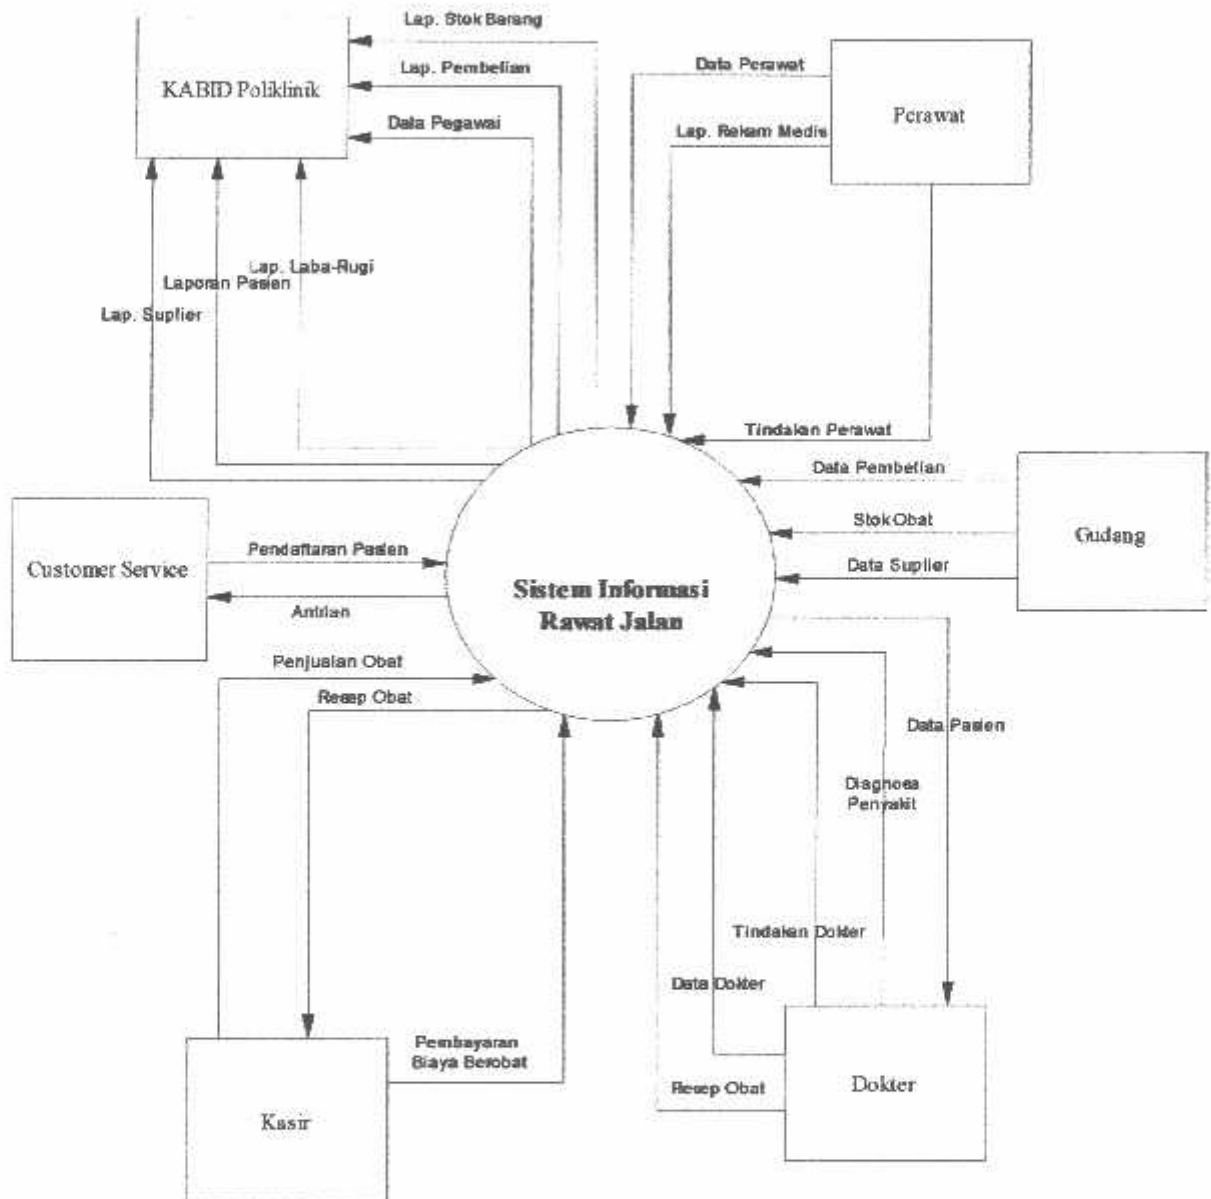 Lap. Stok Barang
Lap. Pembelian
KABID Poliklinik
Data Pegawai
Data Perawat
Perawat
Lap. Rekam Medis
Lap. Laba-Rugi
Laporan Pasien
Lap. Suplier
Tindakan Perawat
Data Pembelian
Stok Obat
Gudang
Data Suplier
Pendaftaran Pasien
Customer Service
Antrian
Sistem Informasi
Rawat Jalan
Penjualan Obat
Resep Obat
Data Pasien
Diagnosa
Penyakit
Tindakan Dokter
Data Dokter
Pembayaran
Biaya Berobat
Resep Obat
Dokter
Kasir